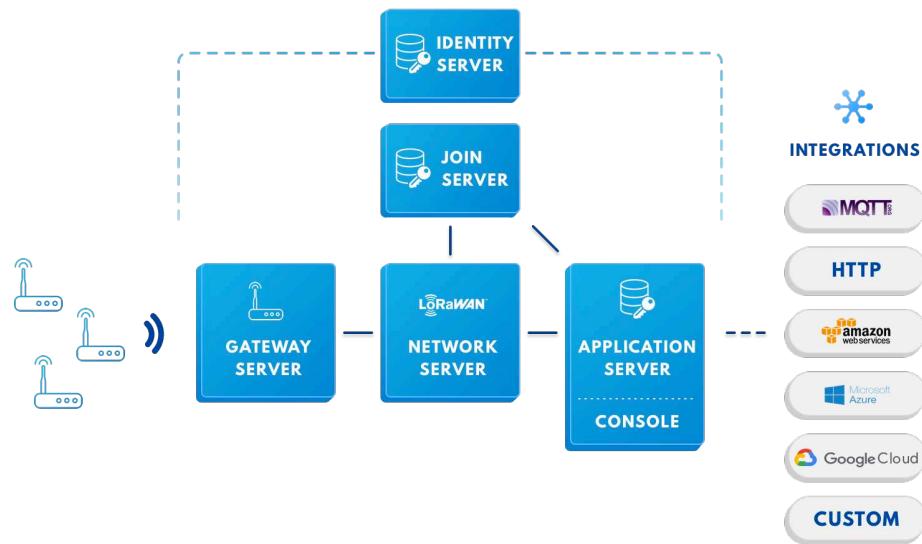 IDENTITY
SERVER
JOIN
SERVER
INTEGRATIONS
MQTT.ORG
HTTP
LoRaWAN
GATEWAY
SERVER
NETWORK
SERVER
APPLICATION
SERVER
CONSOLE
amazon
web services
Microsoft
Azure
Google Cloud
CUSTOM